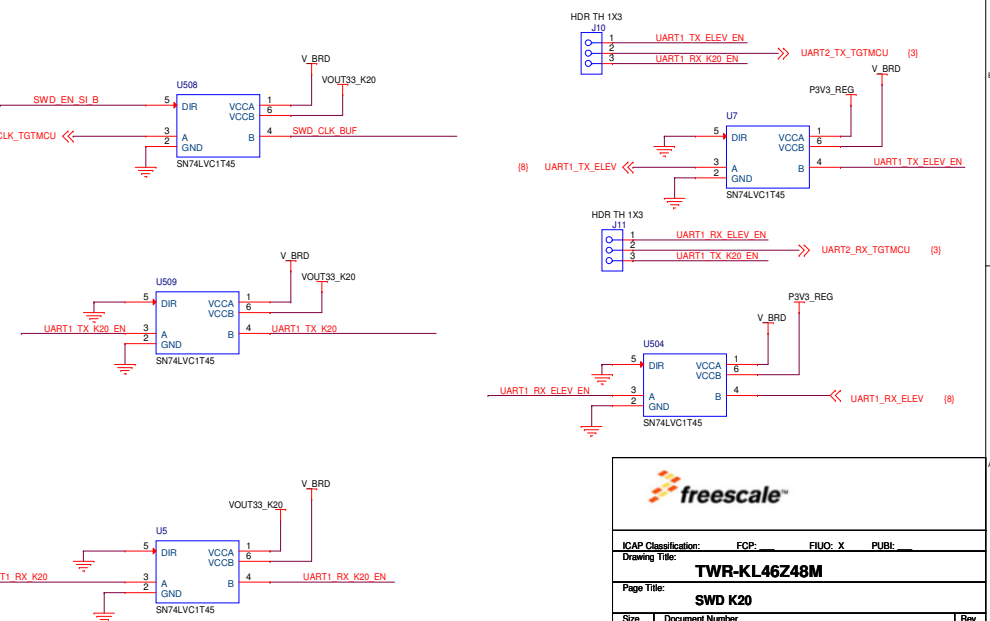 HDR TH 1X3
J10
1 UART1_TX_ELEV_EN
2 UART2_TX_TGTMCU {3}
3 UART1_RX_K20_EN
V_BRD
VOUT33_K20
U508
SWD_EN_SI_B 5 DIR VCCA 1
VCCB 6
CLK_TGTMCU 3 A B 4 SWD_CLK_BUF
2 GND
SN74LVC1T45
V_BRD
P3V3_REG
U7
5 DIR VCCA 1
VCCB 6
{8} UART1_TX_ELEV 3 A B 4 UART1_TX_ELEV_EN
2 GND
SN74LVC1T45
HDR TH 1X3
J11
1 UART1_RX_ELEV_EN
2 UART2_RX_TGTMCU {3}
3 UART1_TX_K20_EN
V_BRD
VOUT33_K20
U509
5 DIR VCCA 1
VCCB 6
UART1_TX_K20_EN 3 A B 4 UART1_TX_K20
2 GND
SN74LVC1T45
P3V3_REG
V_BRD
U504
5 DIR VCCA 1
VCCB 6
UART1_RX_ELEV_EN 3 A B 4 UART1_RX_ELEV {8}
2 GND
SN74LVC1T45
V_BRD
VOUT33_K20
U5
5 DIR VCCA 1
VCCB 6
T1_RX_K20 3 A B 4 UART1_RX_K20_EN
2 GND
SN74LVC1T45
freescale™
ICAP Classification: FCP: ___ FIUO: X PUBI: ___
Drawing Title:
TWR-KL46Z48M
Page Title:
SWD K20
Size Document Number Rev